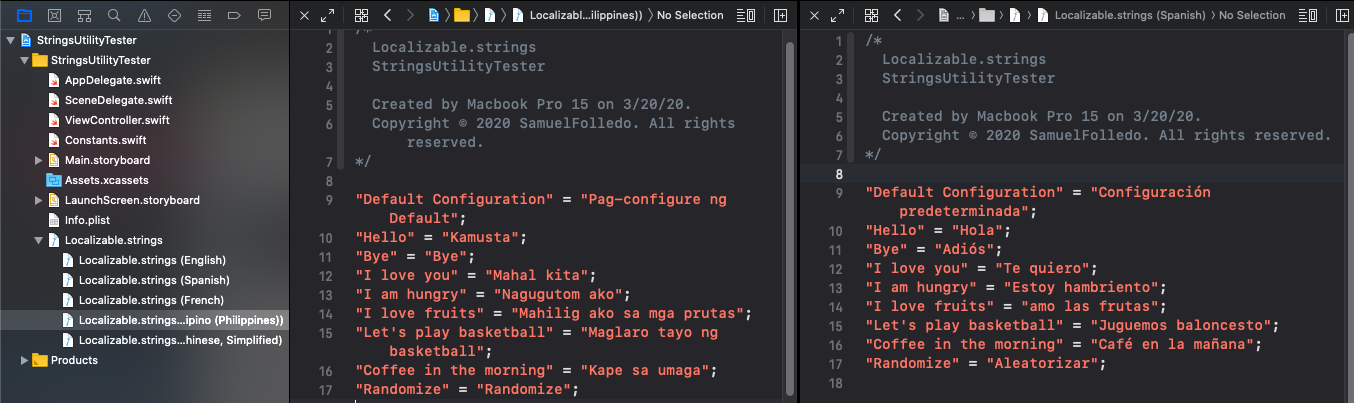 StringsUtilityTester
StringsUtilityTester
AppDelegate.swift
SceneDelegate.swift
ViewController.swift
Constants.swift
Main.storyboard
Assets.xcassets
LaunchScreen.storyboard
Info.plist
Localizable.strings
Localizable.strings (English)
Localizable.strings (Spanish)
Localizable.strings (French)
Localizable.strings...ipino (Philippines))
Localizable.strings...hinese, Simplified)
Products
Localizabl...ilippines)) › No Selection
1 /*
2 Localizable.strings
3 StringsUtilityTester
4
5 Created by Macbook Pro 15 on 3/20/20.
6 Copyright © 2020 SamuelFolledo. All rights
reserved.
7 */
8
9 "Default Configuration" = "Pag-configure ng
Default";
10 "Hello" = "Kamusta";
11 "Bye" = "Bye";
12 "I love you" = "Mahal kita";
13 "I am hungry" = "Nagugutom ako";
14 "I love fruits" = "Mahilig ako sa mga prutas";
15 "Let's play basketball" = "Maglaro tayo ng
basketball";
16 "Coffee in the morning" = "Kape sa umaga";
17 "Randomize" = "Randomize";
... › Localizable.strings (Spanish) › No Selection
1 /*
2 Localizable.strings
3 StringsUtilityTester
4
5 Created by Macbook Pro 15 on 3/20/20.
6 Copyright © 2020 SamuelFolledo. All rights reserved.
7 */
8
9 "Default Configuration" = "Configuración
predeterminada";
10 "Hello" = "Hola";
11 "Bye" = "Adiós";
12 "I love you" = "Te quiero";
13 "I am hungry" = "Estoy hambriento";
14 "I love fruits" = "amo las frutas";
15 "Let's play basketball" = "Juguemos baloncesto";
16 "Coffee in the morning" = "Café en la mañana";
17 "Randomize" = "Aleatorizar";
18